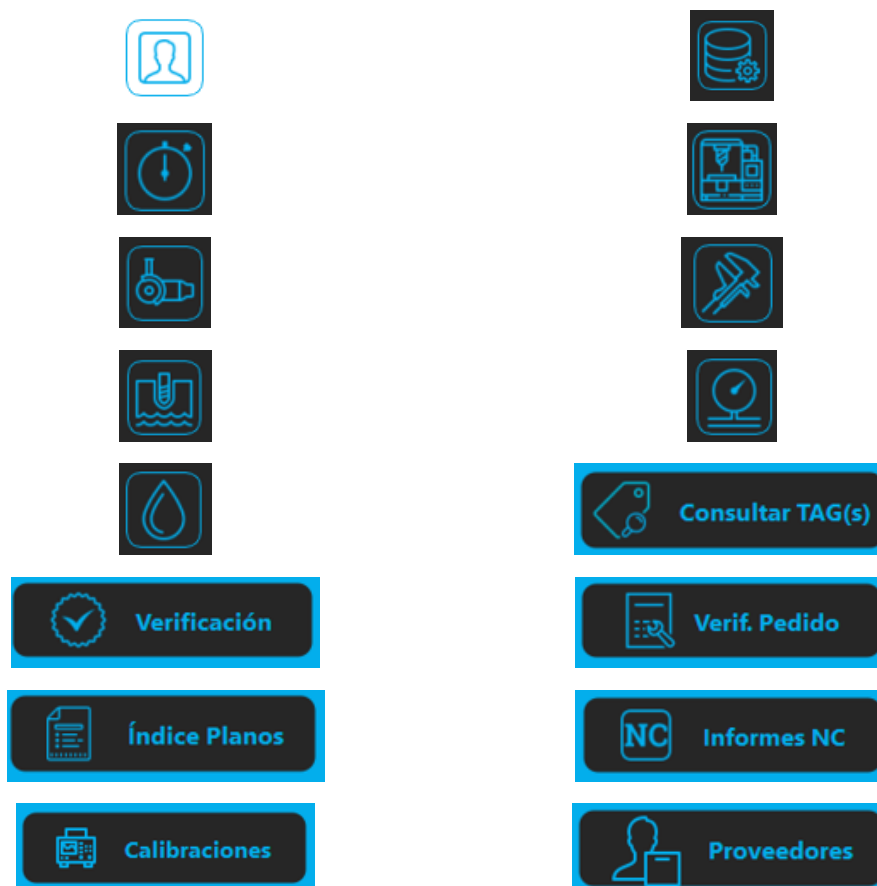 Consultar TAG(s)
Verificación
Verif. Pedido
Índice Planos
NC Informes NC
Calibraciones
Proveedores